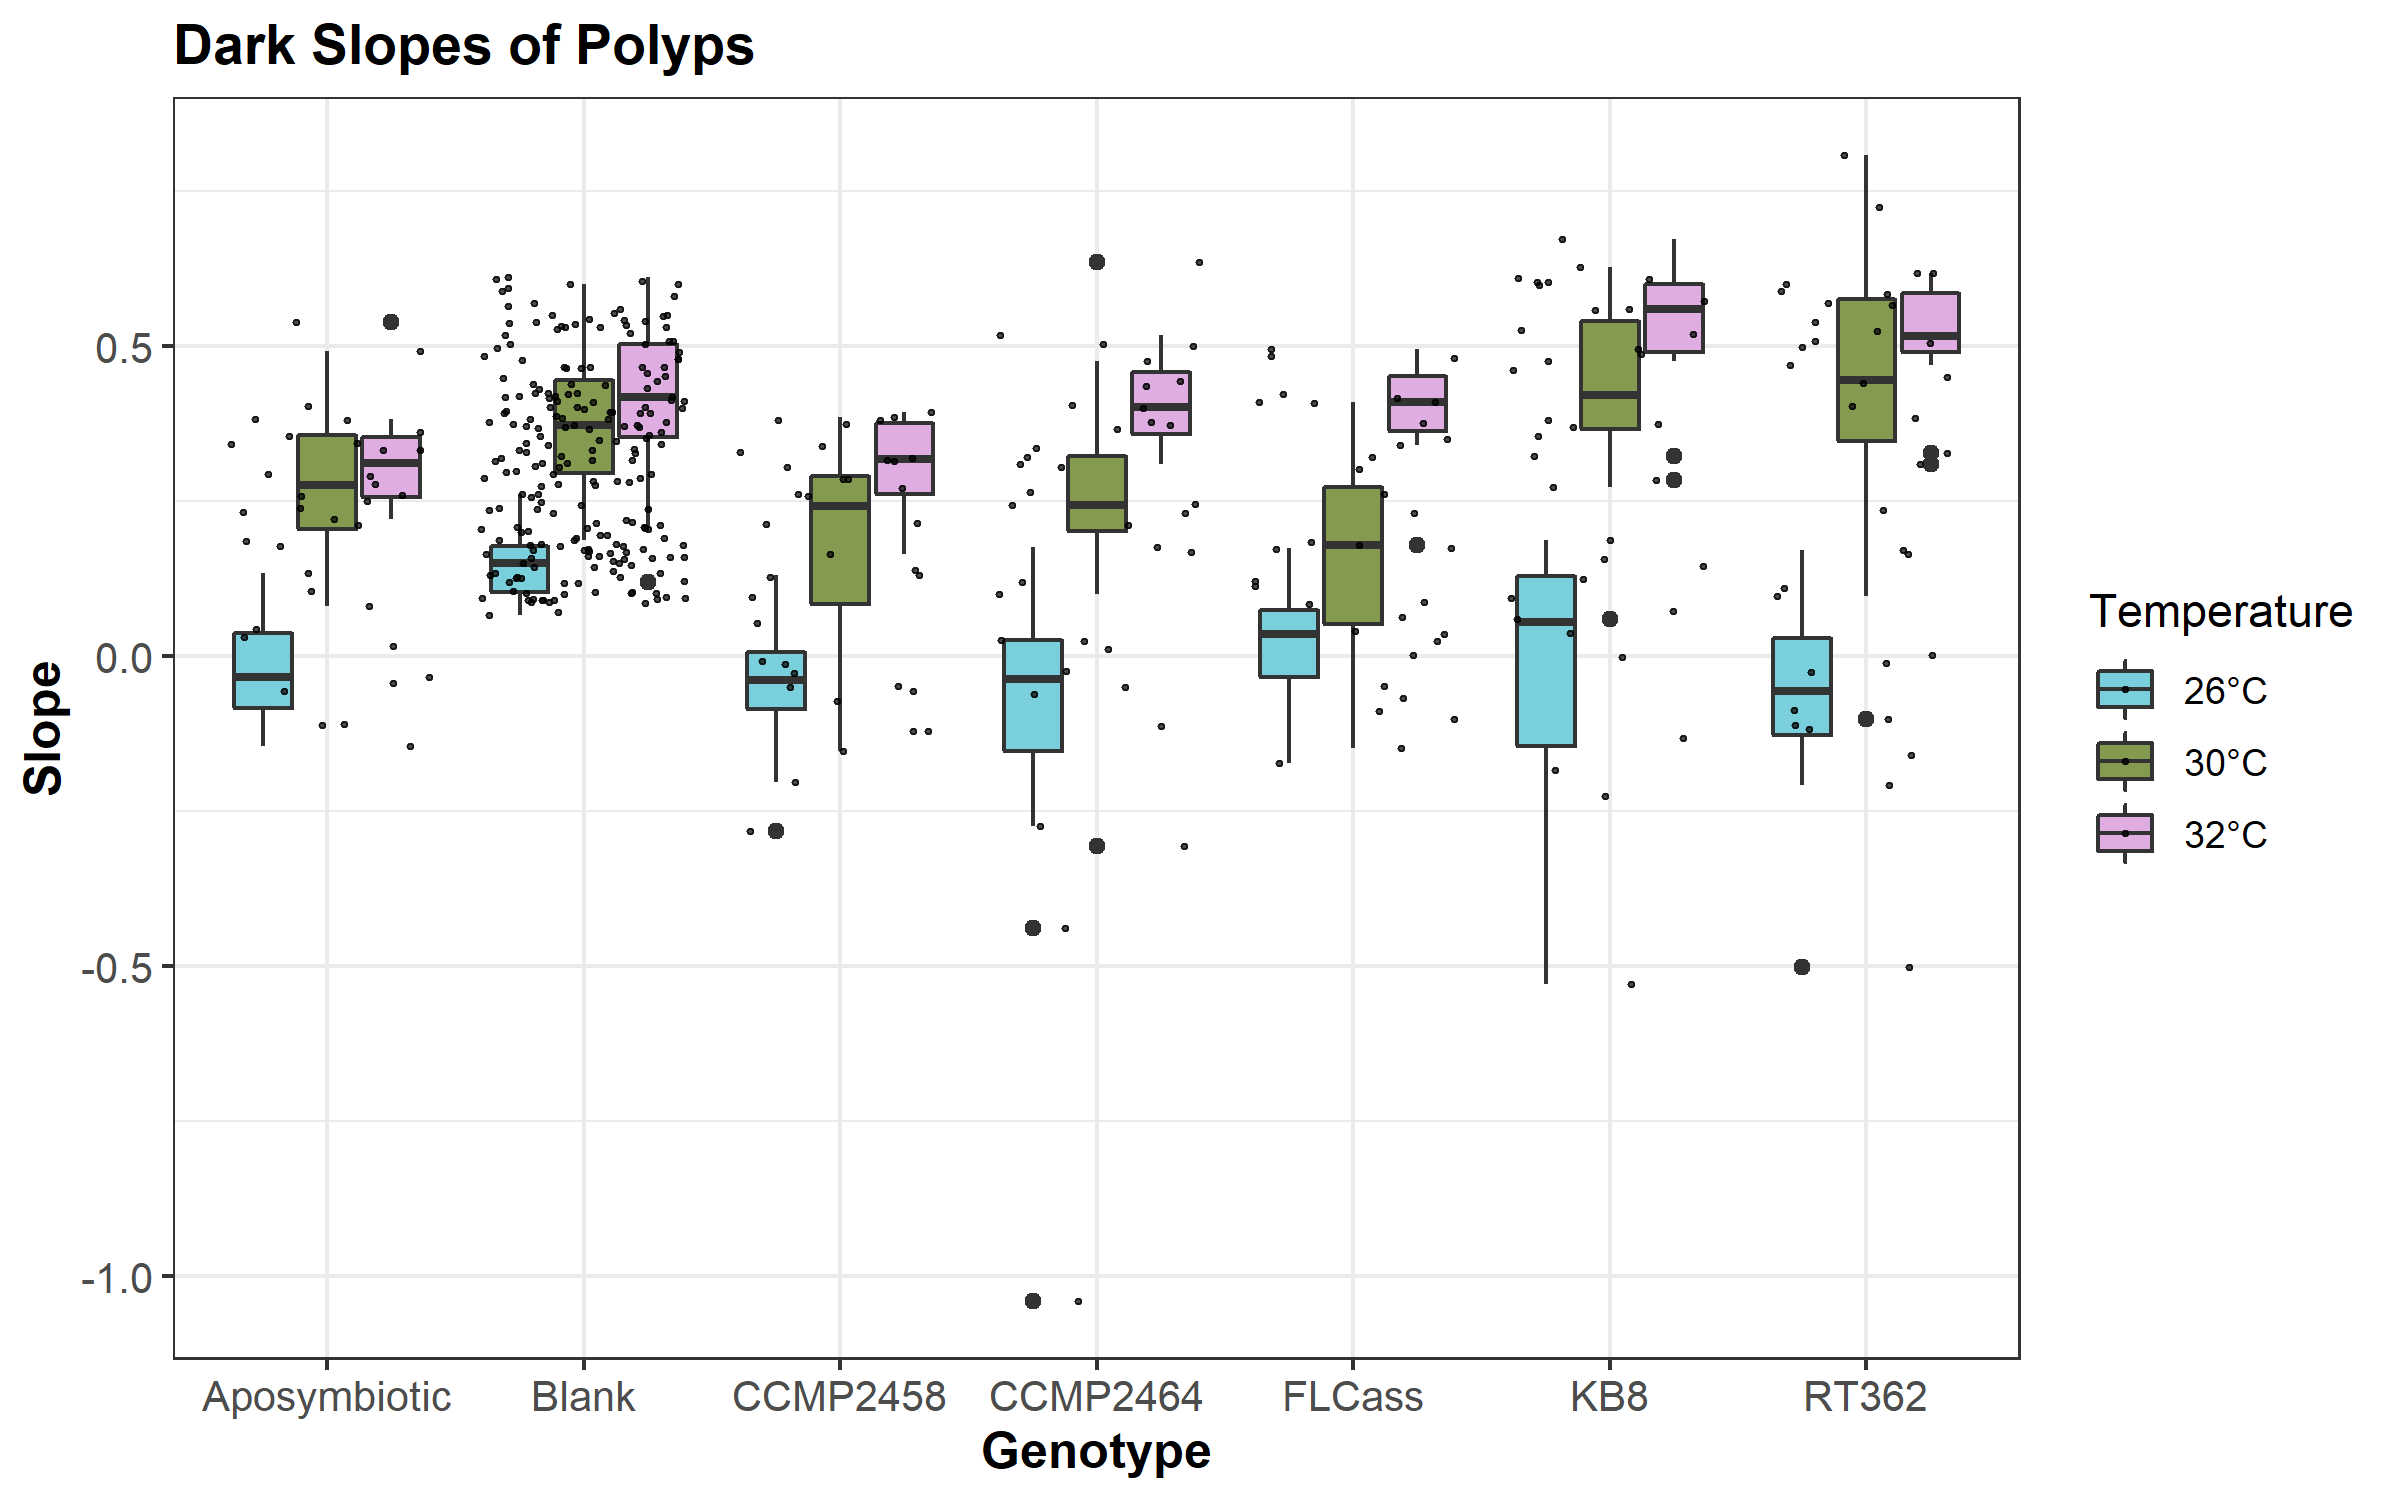 Dark Slopes of Polyps
Slope
0.5
0.0
-0.5
-1.0
Aposymbiotic Blank CCMP2458 CCMP2464 FLCass KB8 RT362
Genotype
Temperature
26°C
30°C
32°C